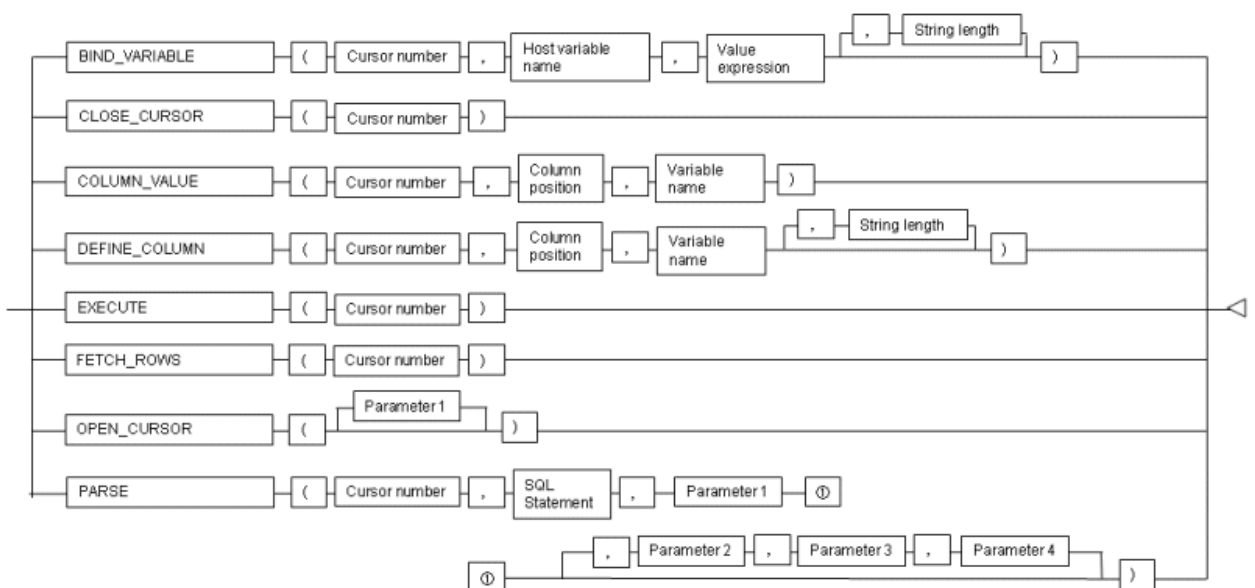 BIND_VARIABLE ( Cursor number , Host variable name , Value expression , String length )
CLOSE_CURSOR ( Cursor number )
COLUMN_VALUE ( Cursor number , Column position , Variable name )
DEFINE_COLUMN ( Cursor number , Column position , Variable name , String length )
EXECUTE ( Cursor number )
FETCH_ROWS ( Cursor number )
OPEN_CURSOR ( Parameter 1 )
PARSE ( Cursor number , SQL Statement , Parameter 1 ①
① , Parameter 2 , Parameter 3 , Parameter 4 )